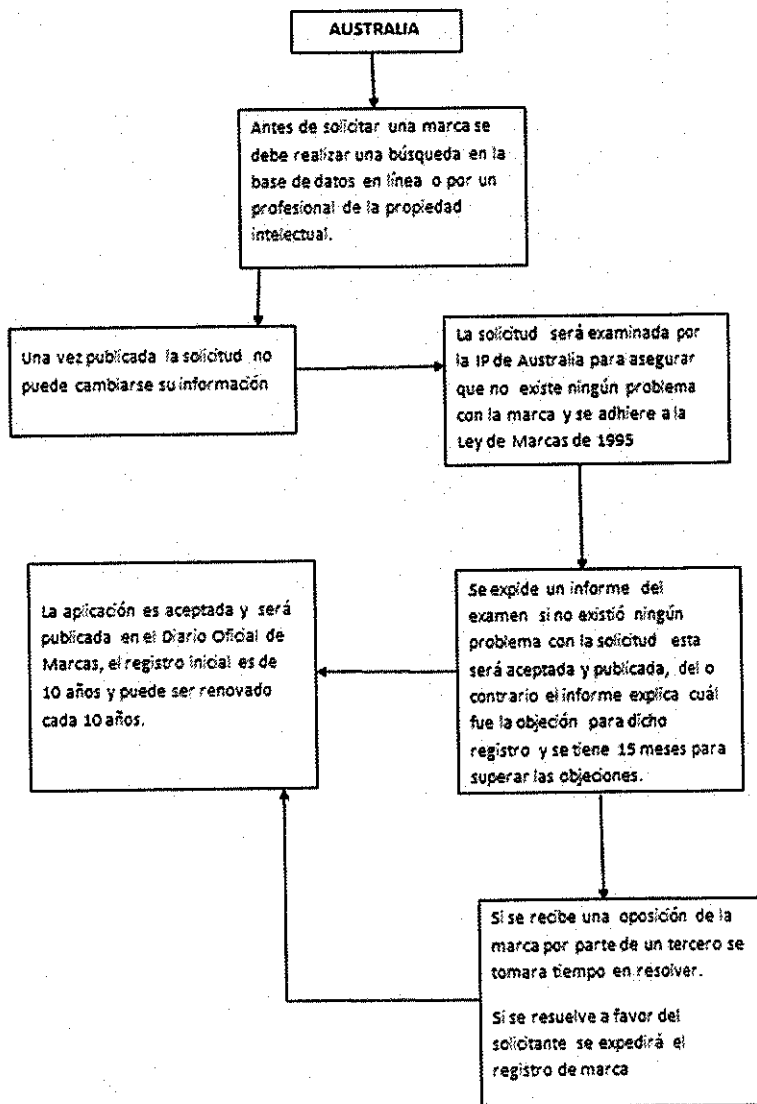 AUSTRALIA
Antes de solicitar una marca se
debe realizar una búsqueda en la
base de datos en línea o por un
profesional de la propiedad
intelectual.
Una vez publicada la solicitud no
puede cambiarse su información
La solicitud será examinada por
la IP de Australia para asegurar
que no existe ningún problema
con la marca y se adhiere a la
Ley de Marcas de 1995
Se expide un informe del
examen si no existió ningún
problema con la solicitud esta
será aceptada y publicada, del o
contrario el informe explica cuál
fue la objeción para dicho
registro y se tiene 15 meses para
superar las objeciones.
La aplicación es aceptada y será
publicada en el Diario Oficial de
Marcas, el registro inicial es de
10 años y puede ser renovado
cada 10 años.
Si se recibe una oposición de la
marca por parte de un tercero se
tomara tiempo en resolver.
Si se resuelve a favor del
solicitante se expedirá el
registro de marca